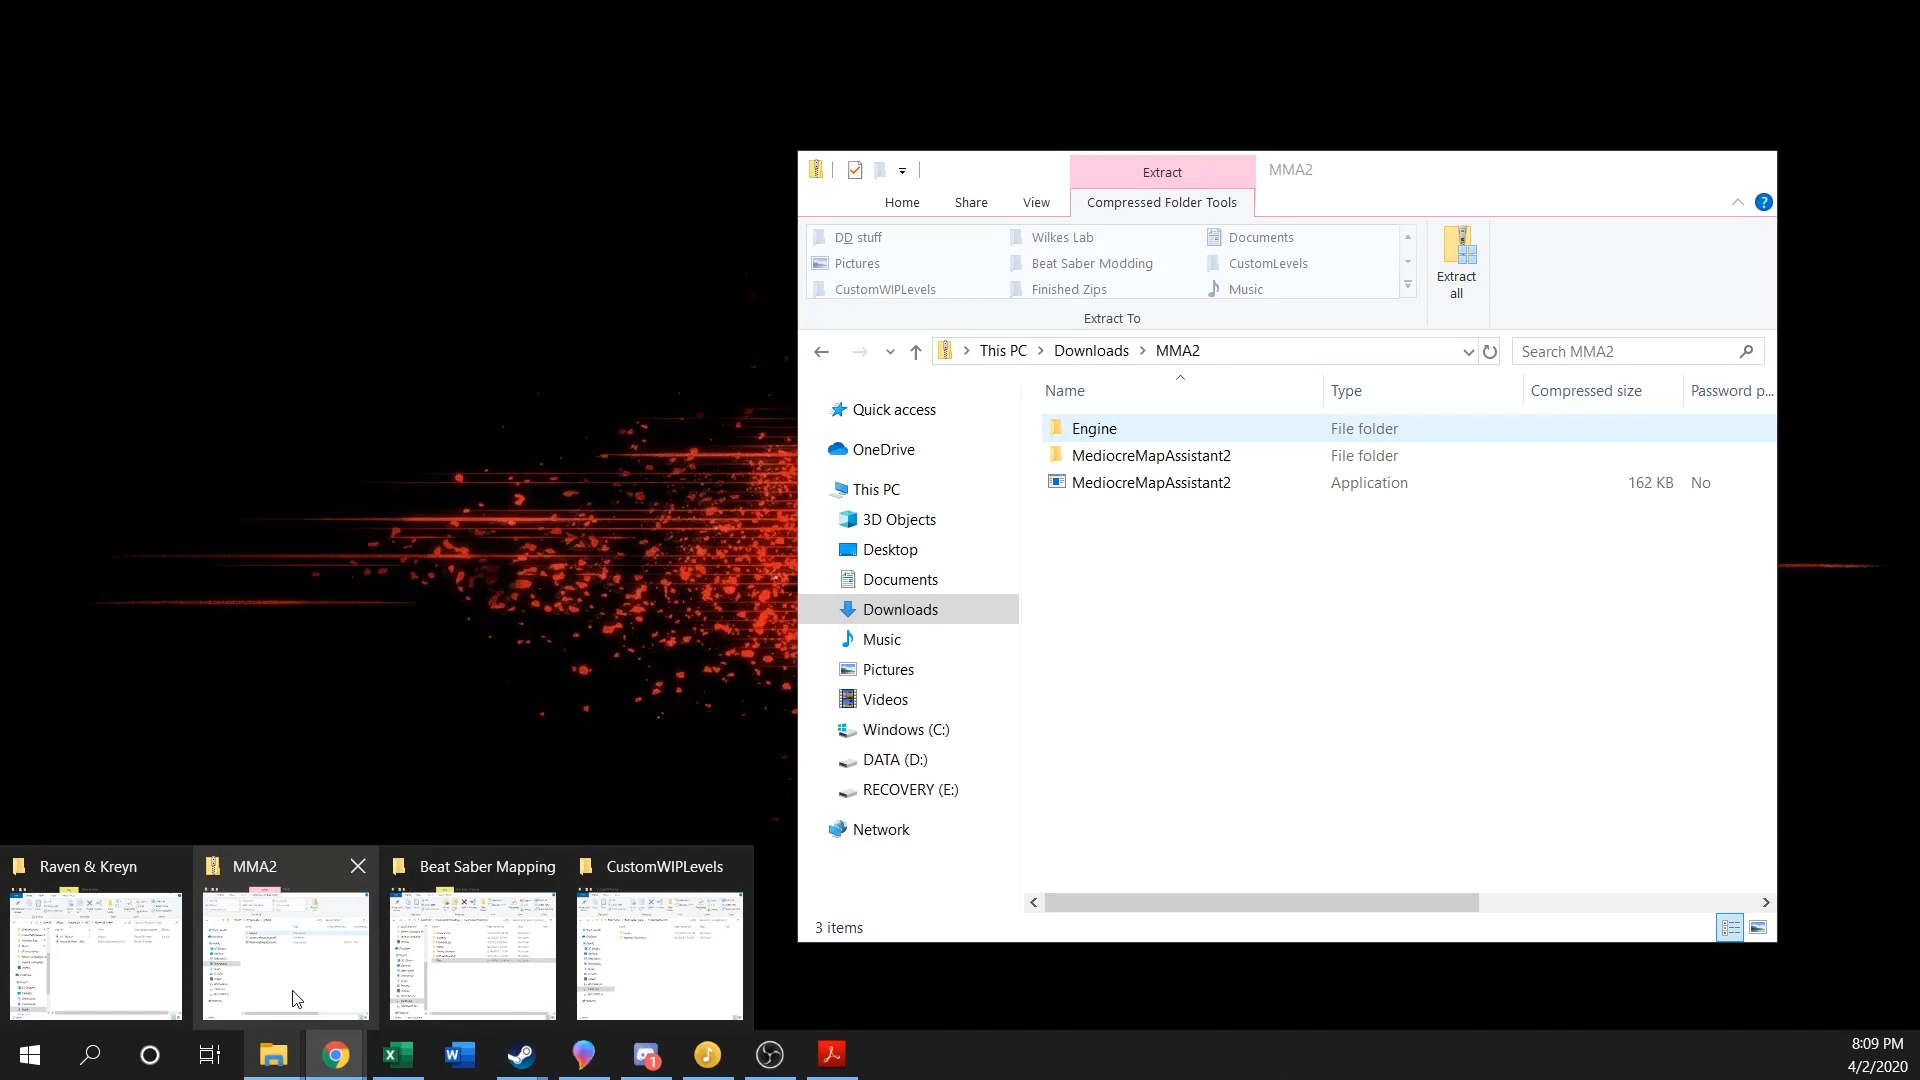 Extract
MMA2
Home
Share
View
Compressed Folder Tools
DD stuff
Wilkes Lab
Documents
Pictures
Beat Saber Modding
CustomLevels
CustomWIPLevels
Finished Zips
Music
Extract
all
Extract To
This PC
Downloads
MMA2
Search MMA2
Name
Type
Compressed size
Password p...
Quick access
OneDrive
This PC
3D Objects
Desktop
Documents
Downloads
Music
Pictures
Videos
Windows (C:)
DATA (D:)
RECOVERY (E:)
Network
Engine
File folder
MediocreMapAssistant2
File folder
MediocreMapAssistant2
Application
162 KB
No
3 items
Raven & Kreyn
MMA2
Beat Saber Mapping
CustomWIPLevels
1
8:09 PM
4/2/2020